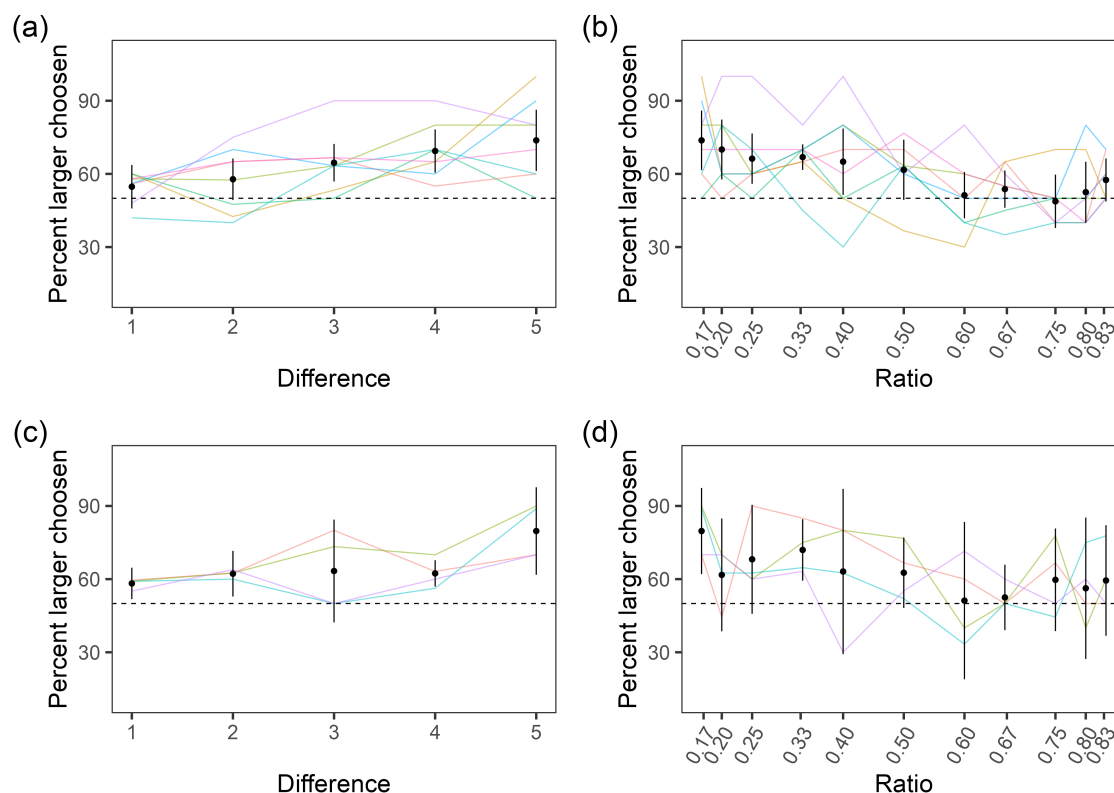 (a)
Percent larger choosen
90
60
30
1 2 3 4 5
Difference
(b)
Percent larger choosen
90
60
30
0.17 0.20 0.25 0.33 0.40 0.50 0.60 0.67 0.75 0.80 0.83
Ratio
(c)
Percent larger choosen
90
60
30
1 2 3 4 5
Difference
(d)
Percent larger choosen
90
60
30
0.17 0.20 0.25 0.33 0.40 0.50 0.60 0.67 0.75 0.80 0.83
Ratio